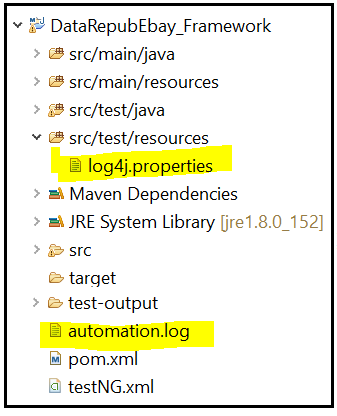 DataRepubEbay_Framework
src/main/java
src/main/resources
src/test/java
src/test/resources
log4j.properties
Maven Dependencies
JRE System Library [jre1.8.0_152]
src
target
test-output
automation.log
pom.xml
testNG.xml